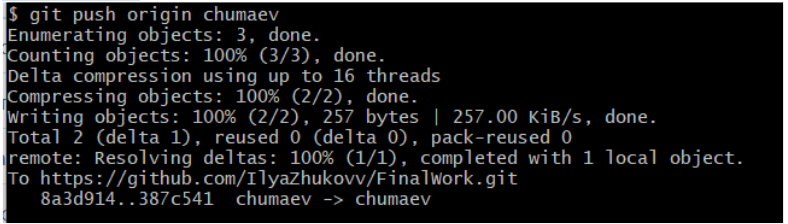 $ git push origin chumaev
Enumerating objects: 3, done.
Counting objects: 100% (3/3), done.
Delta compression using up to 16 threads
Compressing objects: 100% (2/2), done.
Writing objects: 100% (2/2), 257 bytes | 257.00 KiB/s, done.
Total 2 (delta 1), reused 0 (delta 0), pack-reused 0
remote: Resolving deltas: 100% (1/1), completed with 1 local object.
To https://github.com/IlyaZhukovv/FinalWork.git
   8a3d914..387c541  chumaev -> chumaev